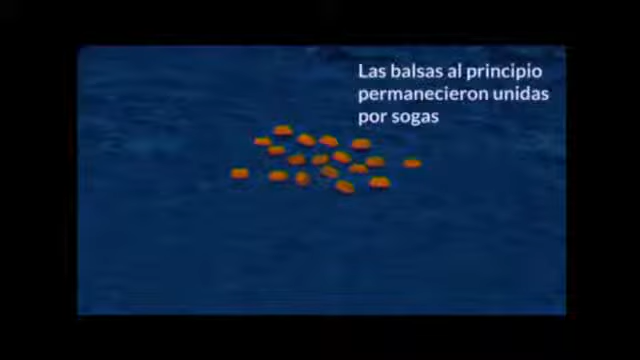 Las balsas al principio
permanecieron unidas
por sogas